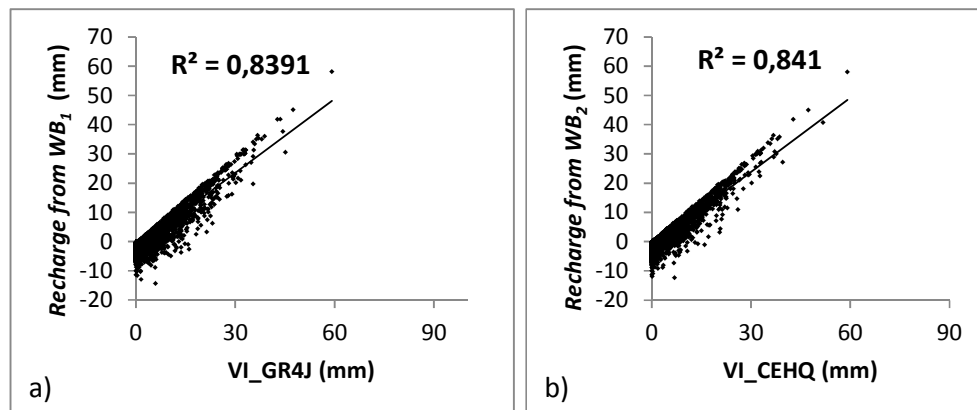 70
60
50
40
30
20
10
0
-10
-20
Recharge from WB1 (mm)
R² = 0,8391
0 30 60 90
VI_GR4J (mm)
a)
70
60
50
40
30
20
10
0
-10
-20
Recharge from WB2 (mm)
R² = 0,841
0 30 60 90
VI_CEHQ (mm)
b)